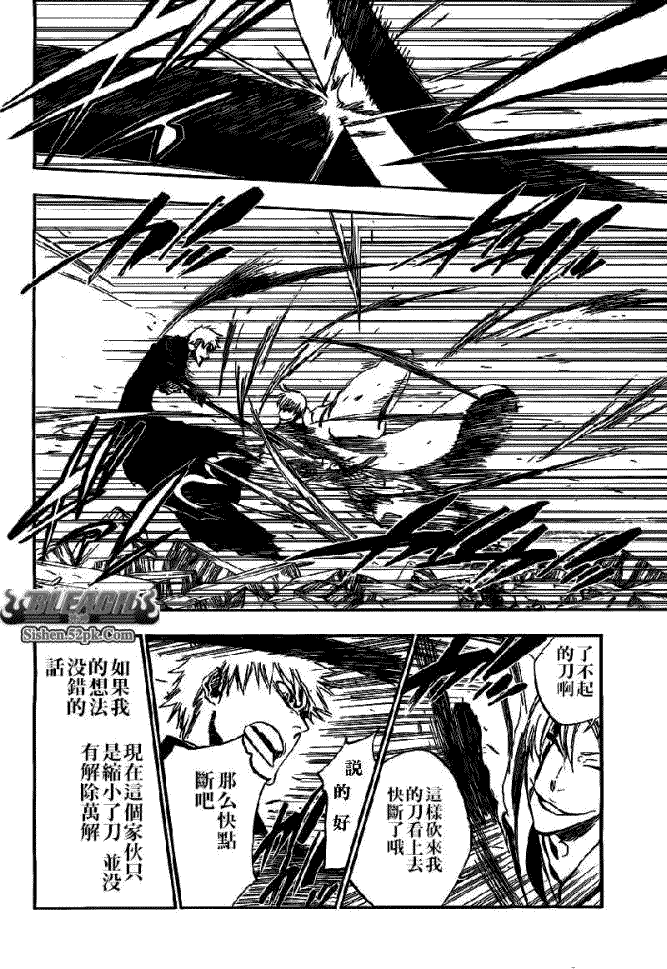 BLEACH
Sishen.52pk.Com
了不起
的刀啊
這樣砍來我
的刀看上去
快斷了哦
説的好
那么快點
斷吧
如果我
的想法
没錯的
話
現在這個家伙只
是縮小了刀 並没
有解除萬解